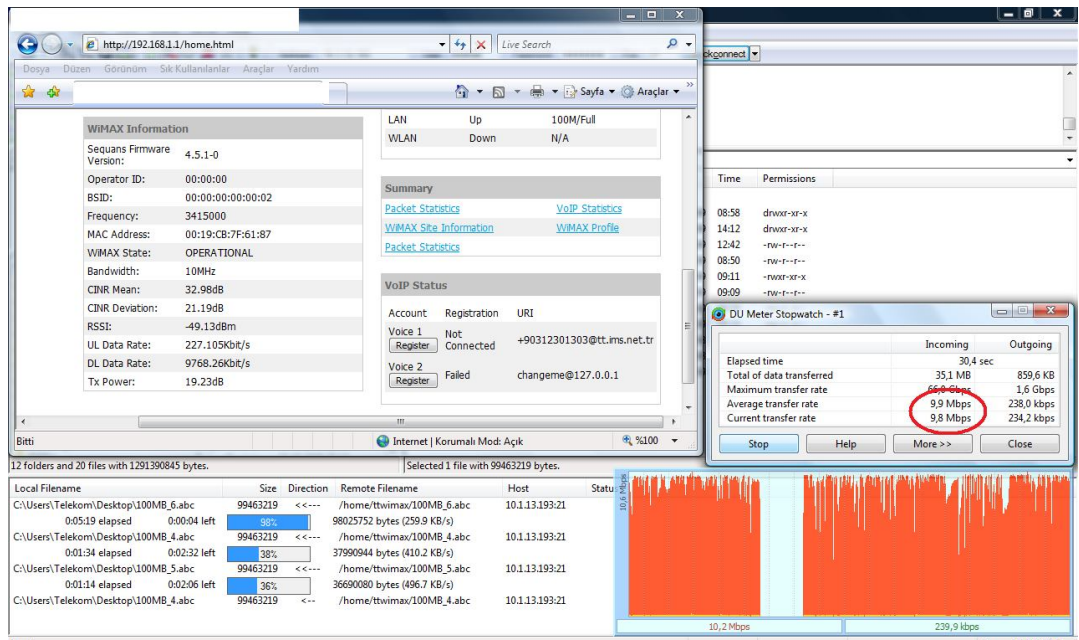 http://192.168.1.1/home.html
Live Search
Dosya Düzen Görünüm Sık Kullanılanlar Araçlar Yardım
Sayfa Araçlar
WiMAX Information
Sequans Firmware Version: 4.5.1-0
Operator ID: 00:00:00
BSID: 00:00:00:00:00:02
Frequency: 3415000
MAC Address: 00:19:CB:7F:61:87
WiMAX State: OPERATIONAL
Bandwidth: 10MHz
CINR Mean: 32.98dB
CINR Deviation: 21.19dB
RSSI: -49.13dBm
UL Data Rate: 227.105Kbit/s
DL Data Rate: 9768.26Kbit/s
Tx Power: 19.23dB
LAN Up 100M/Full
WLAN Down N/A
Summary
Packet Statistics VoIP Statistics
WiMAX Site Information WiMAX Profile
Packet Statistics
VoIP Status
Account Registration URI
Voice 1 Register Not Connected +90312301303@tt.ims.net.tr
Voice 2 Register Failed changeme@127.0.0.1
Bitti
Internet | Korumalı Mod: Açık
%100
Time Permissions
08:58 drwxr-xr-x
14:12 drwxr-xr-x
12:42 -rw-r--r--
08:50 -rw-r--r--
09:11 -rwxr-xr-x
09:09 -rw-r--r--
DU Meter Stopwatch - #1
Incoming Outgoing
Elapsed time 30,4 sec
Total of data transferred 35,1 MB 859,6 KB
Maximum transfer rate 1,6 Gbps
Average transfer rate 9,9 Mbps 238,0 kbps
Current transfer rate 9,8 Mbps 234,2 kbps
Stop Help More >> Close
12 folders and 20 files with 1291390845 bytes.
Selected 1 file with 99463219 bytes.
Local Filename Size Direction Remote Filename Host
C:\Users\Telekom\Desktop\100MB_6.abc 99463219 <<--- /home/ttwimax/100MB_6.abc 10.1.13.193:21
0:05:19 elapsed 0:00:04 left 98% 98025752 bytes (259.9 KB/s)
C:\Users\Telekom\Desktop\100MB_4.abc 99463219 <<--- /home/ttwimax/100MB_4.abc 10.1.13.193:21
0:01:34 elapsed 0:02:32 left 38% 37990944 bytes (410.2 KB/s)
C:\Users\Telekom\Desktop\100MB_5.abc 99463219 <<--- /home/ttwimax/100MB_5.abc 10.1.13.193:21
0:01:14 elapsed 0:02:06 left 36% 36690080 bytes (496.7 KB/s)
C:\Users\Telekom\Desktop\100MB_4.abc 99463219 <-- /home/ttwimax/100MB_4.abc 10.1.13.193:21
10,6 Mbps
10,2 Mbps 239,9 kbps